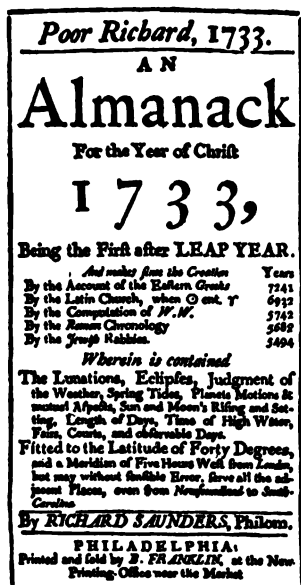 Poor Richard, 1733.
AN
Almanack
For the Year of Chriſt
1733,
Being the Firſt after LEAP YEAR.
And makes ſince the Creation Years
By the Account of the Eaſtern Greeks 7241
By the Latin Church, when ☉ ent. ♈ 6932
By the Computation of W.W. 5742
By the Roman Chronology 5682
By the Jewiſh Rabbies. 5494
Wherein is contained
The Lunations, Eclipſes, Judgment of
the Weather, Spring Tides, Planets Motions &
mutual Aſpects, Sun and Moon's Riſing and Set-
ting, Length of Days, Time of High Water,
Fairs, Courts, and obſervable Days.
Fitted to the Latitude of Forty Degrees,
and a Meridian of Five Hours Weſt from London,
but may without ſenſible Error, ſerve all the ad-
jacent Places, even from Newfoundland to South-
Carolina.
By RICHARD SAUNDERS, Philom.
PHILADELPHIA:
Printed and ſold by B. FRANKLIN, at the New
Printing-Office near the Market